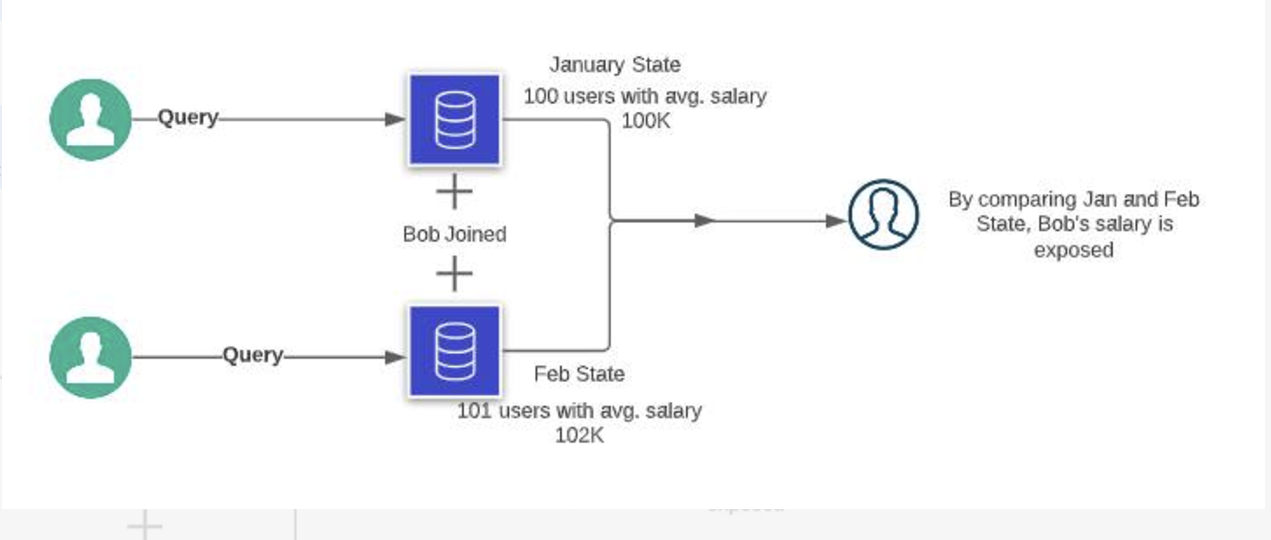 January State
100 users with avg. salary
100K
Query
Bob Joined
By comparing Jan and Feb
State, Bob's salary is
exposed
Query
Feb State
101 users with avg. salary
102K
exposed